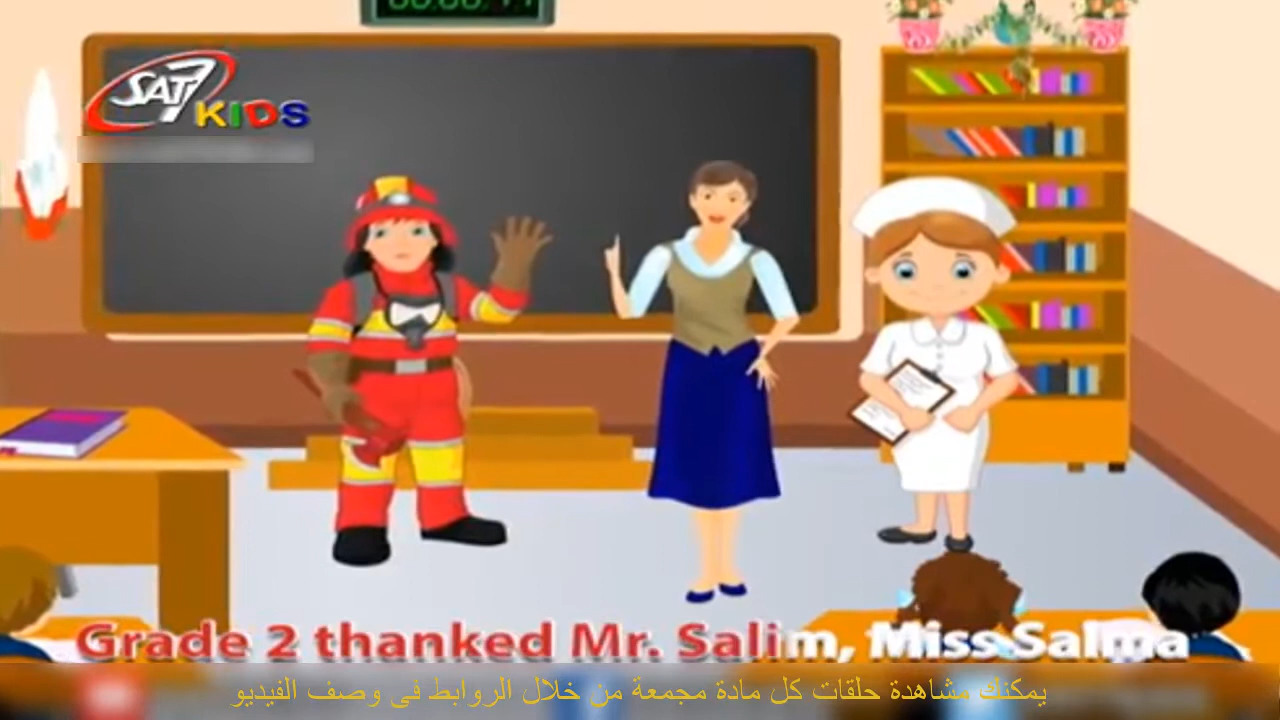 SAT7
KIDS
Grade 2 thanked Mr. Salim, Miss Salma
يمكنك مشاهدة حلقات كل مادة مجمعة من خلال الروابط فى وصف الفيديو